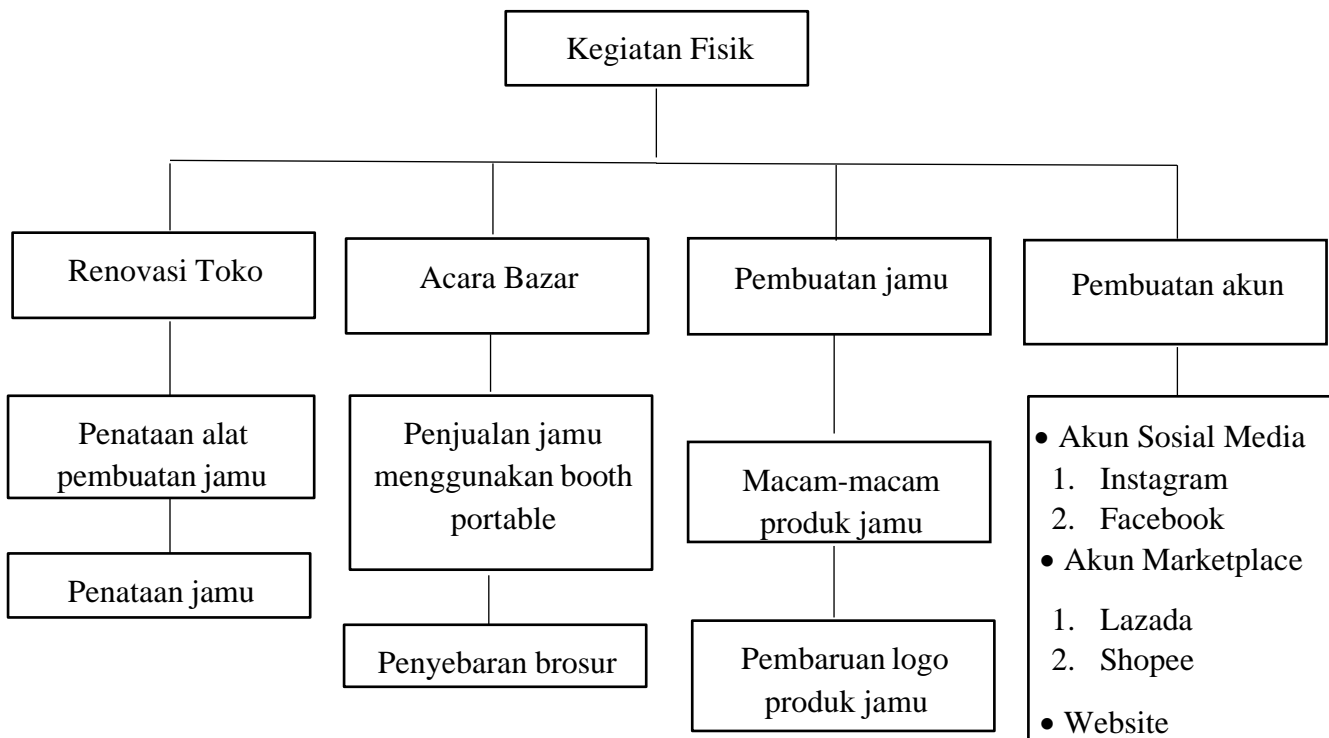 Kegiatan Fisik
Renovasi Toko
Acara Bazar
Pembuatan jamu
Pembuatan akun
Penataan alat
pembuatan jamu
Penataan jamu
Penjualan jamu
menggunakan booth
portable
Penyebaran brosur
Macam-macam
produk jamu
Pembaruan logo
produk jamu
• Akun Sosial Media
1. Instagram
2. Facebook
• Akun Marketplace
1. Lazada
2. Shopee
• Website